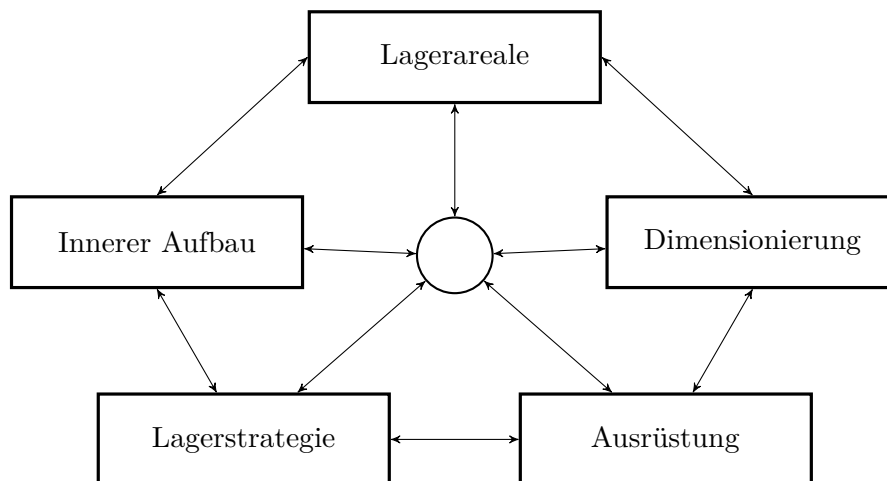 Lagerareale
Innerer Aufbau
Dimensionierung
Lagerstrategie
Ausrüstung